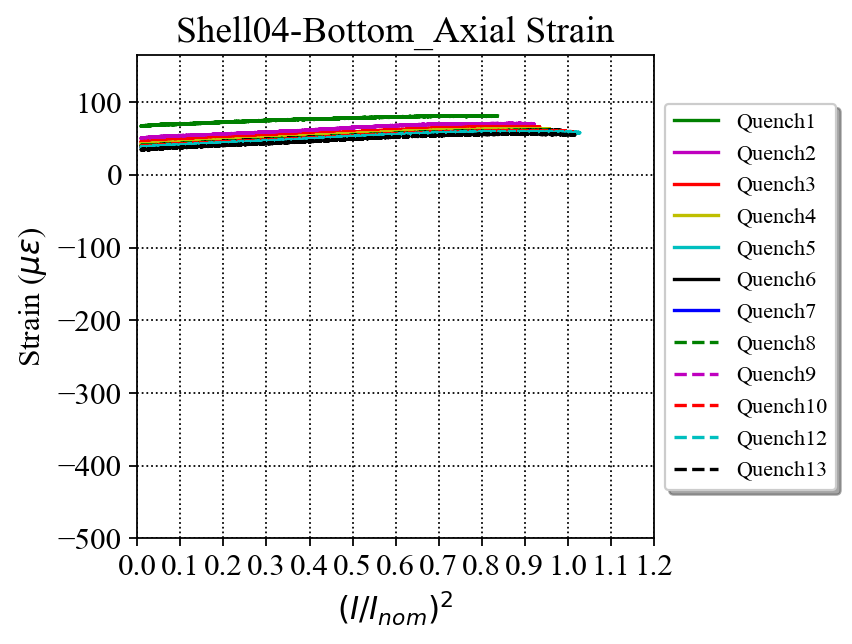 Shell04-Bottom_Axial Strain
100
0
−100
−200
−300
−400
−500
Strain (με)
0.0 0.1 0.2 0.3 0.4 0.5 0.6 0.7 0.8 0.9 1.0 1.1 1.2
(I/I_nom)²
Quench1
Quench2
Quench3
Quench4
Quench5
Quench6
Quench7
Quench8
Quench9
Quench10
Quench12
Quench13